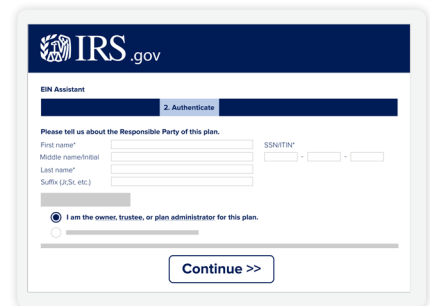 IRS.gov
EIN Assistant
2. Authenticate
Please tell us about the Responsible Party of this plan.
First name* SSN/ITIN*
Middle name/Initial - -
Last name*
Suffix (Jr,Sr, etc.)
I am the owner, trustee, or plan administrator for this plan.
Continue >>